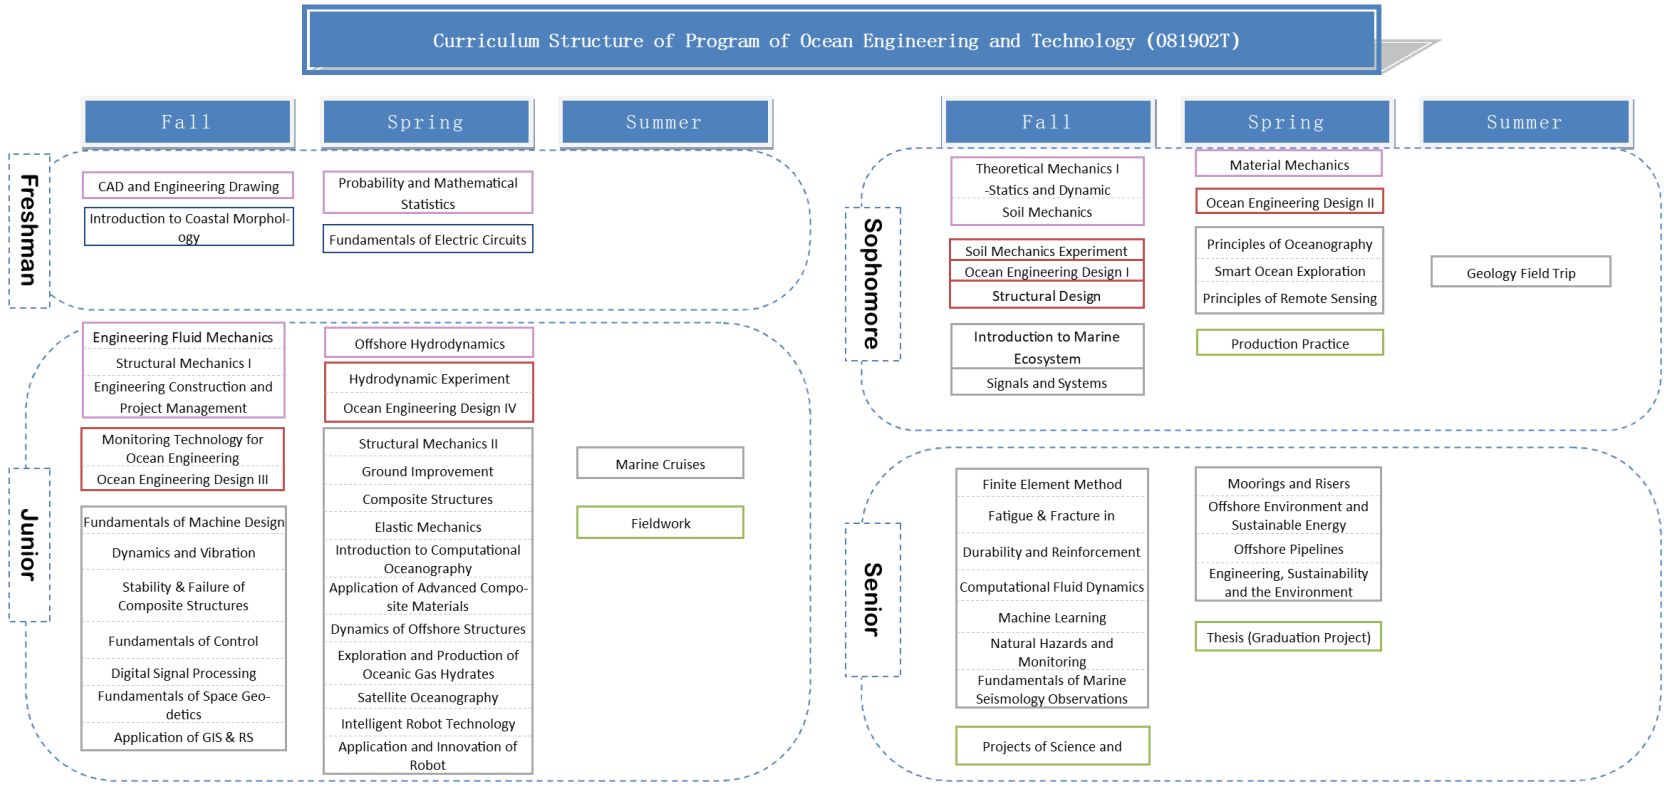 Curriculum Structure of Program of Ocean Engineering and Technology (081902T)
Fall
Spring
Summer
Freshman
CAD and Engineering Drawing
Introduction to Coastal Morphol-
ogy
Probability and Mathematical
Statistics
Fundamentals of Electric Circuits
Junior
Engineering Fluid Mechanics
Structural Mechanics I
Engineering Construction and
Project Management
Monitoring Technology for
Ocean Engineering
Ocean Engineering Design III
Fundamentals of Machine Design
Dynamics and Vibration
Stability & Failure of
Composite Structures
Fundamentals of Control
Digital Signal Processing
Fundamentals of Space Geo-
detics
Application of GIS & RS
Offshore Hydrodynamics
Hydrodynamic Experiment
Ocean Engineering Design IV
Structural Mechanics II
Ground Improvement
Composite Structures
Elastic Mechanics
Introduction to Computational
Oceanography
Application of Advanced Compo-
site Materials
Dynamics of Offshore Structures
Exploration and Production of
Oceanic Gas Hydrates
Satellite Oceanography
Intelligent Robot Technology
Application and Innovation of
Robot
Marine Cruises
Fieldwork
Fall
Spring
Summer
Sophomore
Theoretical Mechanics I
-Statics and Dynamic
Soil Mechanics
Soil Mechanics Experiment
Ocean Engineering Design I
Structural Design
Introduction to Marine
Ecosystem
Signals and Systems
Material Mechanics
Ocean Engineering Design II
Principles of Oceanography
Smart Ocean Exploration
Principles of Remote Sensing
Production Practice
Geology Field Trip
Senior
Finite Element Method
Fatigue & Fracture in
Durability and Reinforcement
Computational Fluid Dynamics
Machine Learning
Natural Hazards and
Monitoring
Fundamentals of Marine
Seismology Observations
Projects of Science and
Moorings and Risers
Offshore Environment and
Sustainable Energy
Offshore Pipelines
Engineering, Sustainability
and the Environment
Thesis (Graduation Project)